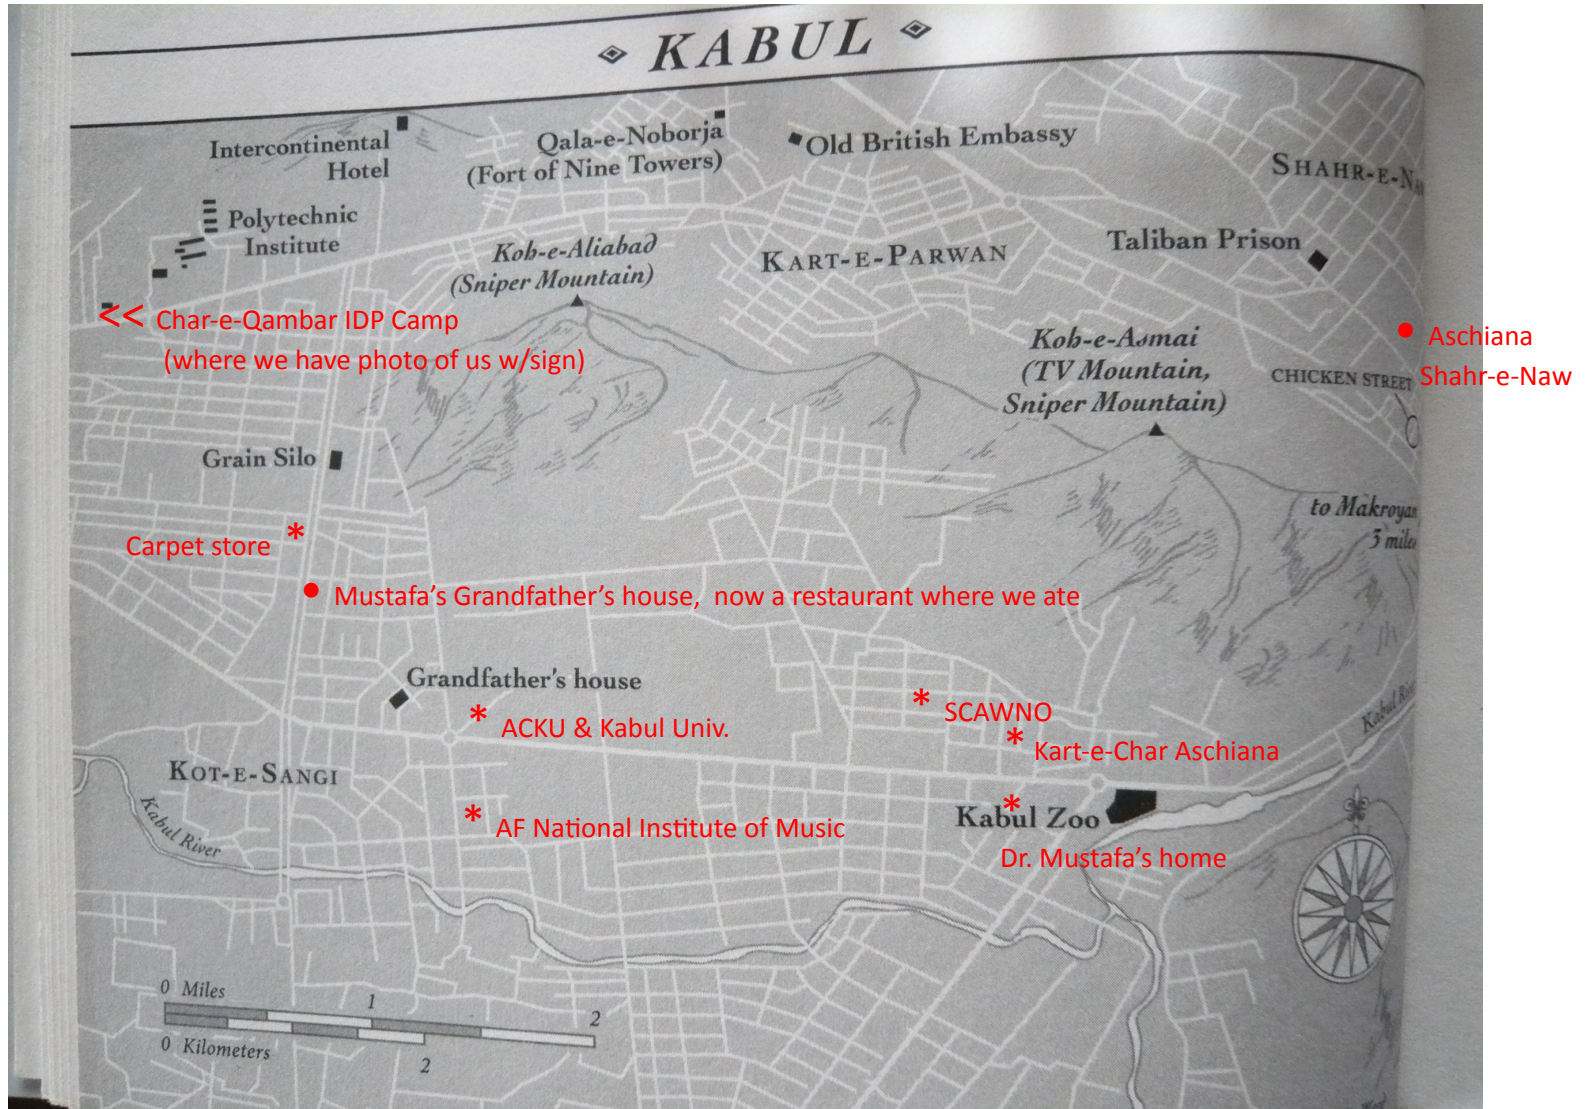 KABUL
Intercontinental
Hotel
Qala-e-Noborja
(Fort of Nine Towers)
Old British Embassy
SHAHR-E-NA
Polytechnic
Institute
Koh-e-Aliabad
(Sniper Mountain)
KART-E-PARWAN
Taliban Prison
<< Char-e-Qambar IDP Camp
(where we have photo of us w/sign)
Koh-e-Asmai
(TV Mountain,
Sniper Mountain)
Aschiana
Shahr-e-Naw
CHICKEN STREET
Grain Silo
to Makroyan
3 miles
* Carpet store
Mustafa's Grandfather's house, now a restaurant where we ate
Grandfather's house
* ACKU & Kabul Univ.
* SCAWNO
* Kart-e-Char Aschiana
Kabul River
KOT-E-SANGI
Kabul River
* AF National Institute of Music
Kabul Zoo
* Dr. Mustafa's home
0 Miles 1 2
0 Kilometers 2